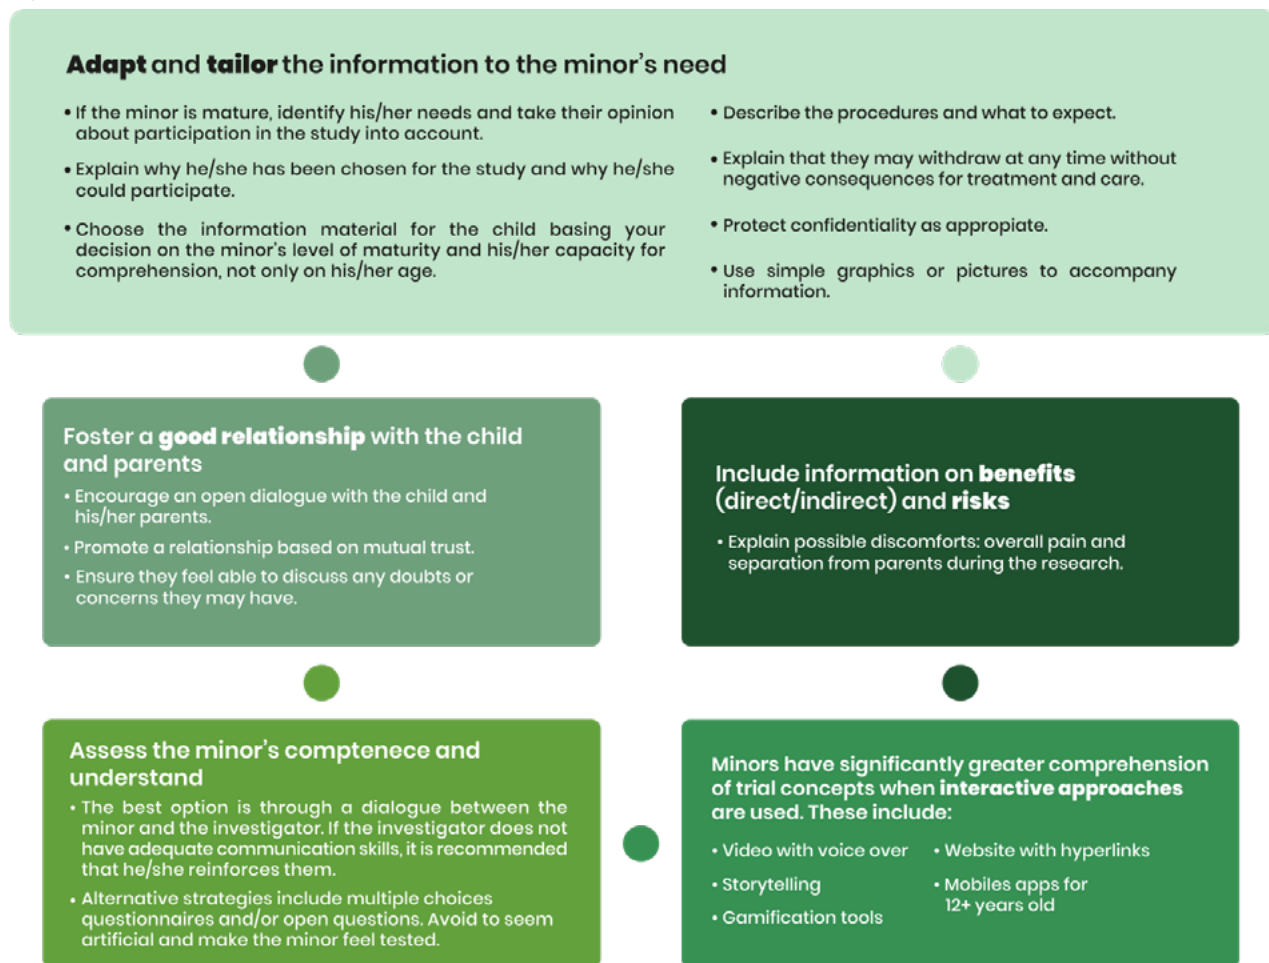 Adapt and tailor the information to the minor's need
• If the minor is mature, identify his/her needs and take their opinion
about participation in the study into account.
• Explain why he/she has been chosen for the study and why he/she
could participate.
• Choose the information material for the child basing your
decision on the minor's level of maturity and his/her capacity for
comprehension, not only on his/her age.
• Describe the procedures and what to expect.
• Explain that they may withdraw at any time without
negative consequences for treatment and care.
• Protect confidentiality as appropiate.
• Use simple graphics or pictures to accompany
information.
Foster a good relationship with the child
and parents
• Encourage an open dialogue with the child and
his/her parents.
• Promote a relationship based on mutual trust.
• Ensure they feel able to discuss any doubts or
concerns they may have.
Include information on benefits
(direct/indirect) and risks
• Explain possible discomforts: overall pain and
separation from parents during the research.
Assess the minor's comptenece and
understand
• The best option is through a dialogue between the
minor and the investigator. If the investigator does not
have adequate communication skills, it is recommended
that he/she reinforces them.
• Alternative strategies include multiple choices
questionnaires and/or open questions. Avoid to seem
artificial and make the minor feel tested.
Minors have significantly greater comprehension
of trial concepts when interactive approaches
are used. These include:
• Video with voice over
• Storytelling
• Gamification tools
• Website with hyperlinks
• Mobiles apps for
12+ years old